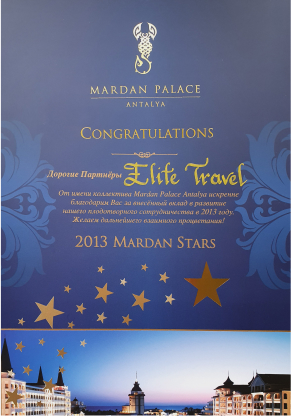 MARDAN PALACE
ANTALYA
CONGRATULATIONS
Дорогие Партнёры Elite Travel
От имени коллектива Mardan Palace Antalya искренне
благодарим Вас за внесённый вклад в развитие
нашего плодотворного сотрудничества в 2013 году.
Желаем дальнейшего взаимного процветания!
2013 MARDAN STARS